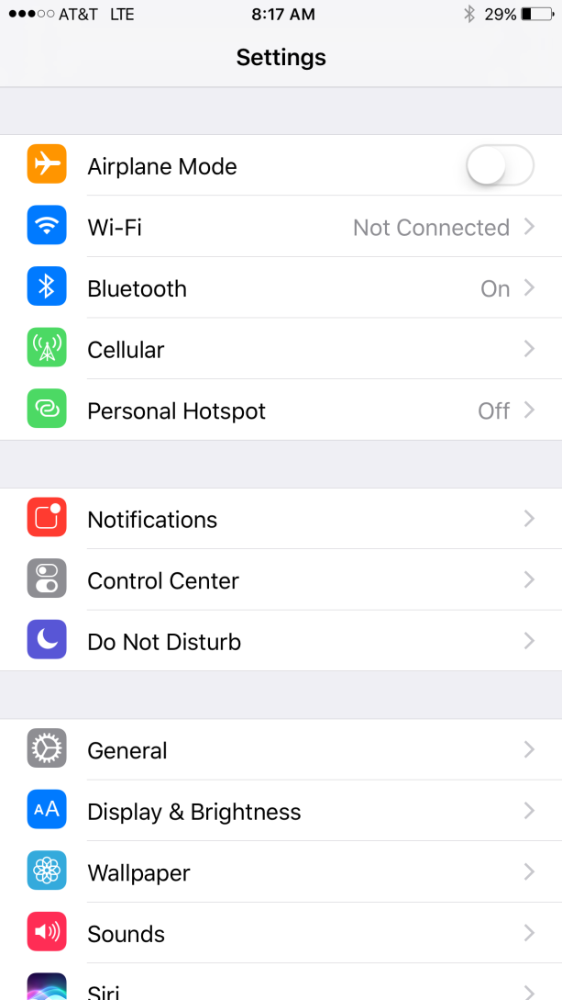 AT&T LTE 8:17 AM 29%
Settings
Airplane Mode
Wi-Fi Not Connected
Bluetooth On
Cellular
Personal Hotspot Off
Notifications
Control Center
Do Not Disturb
General
AA Display & Brightness
Wallpaper
Sounds
Siri